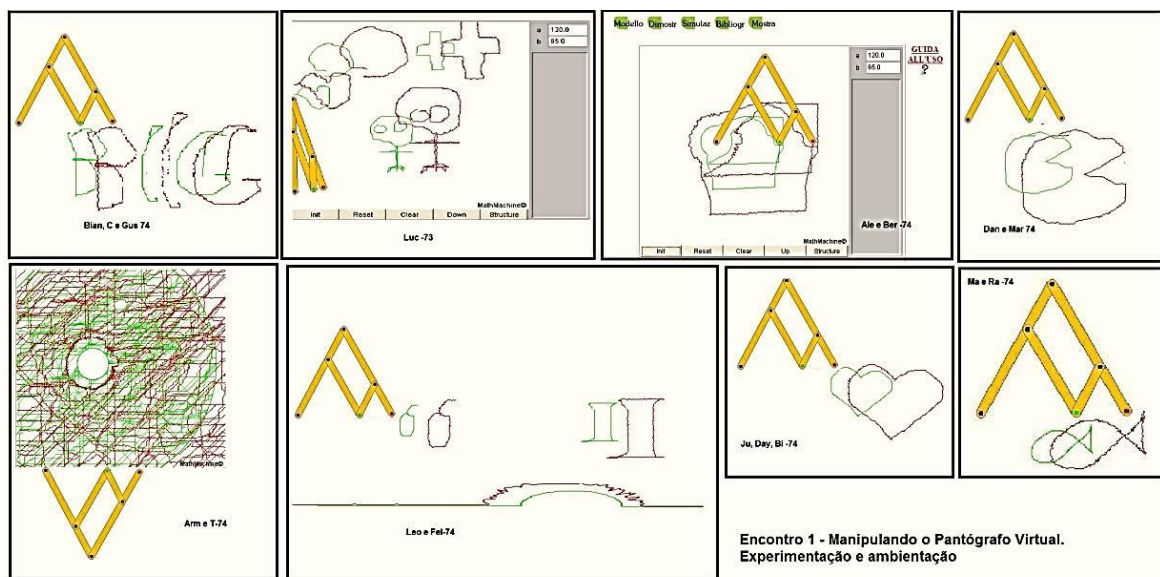 Bian, C e Gus 74
a 120.0
b 65.0
Init Reset Clear Down Structure
MathMachine©
Luc -73
Modello Dimostr Simulaz Bibliogr Mostra
GUIDA
ALL'USO
a 120.0
b 65.0
MathMachine©
Init Reset Clear Up Structure
Ale e Ber -74
Dan e Mar 74
MathMachine©
Arm e T-74
Leo e Fel-74
Ju, Day, Bi -74
Ma e Ra -74
Encontro 1 - Manipulando o Pantógrafo Virtual.
Experimentação e ambientação